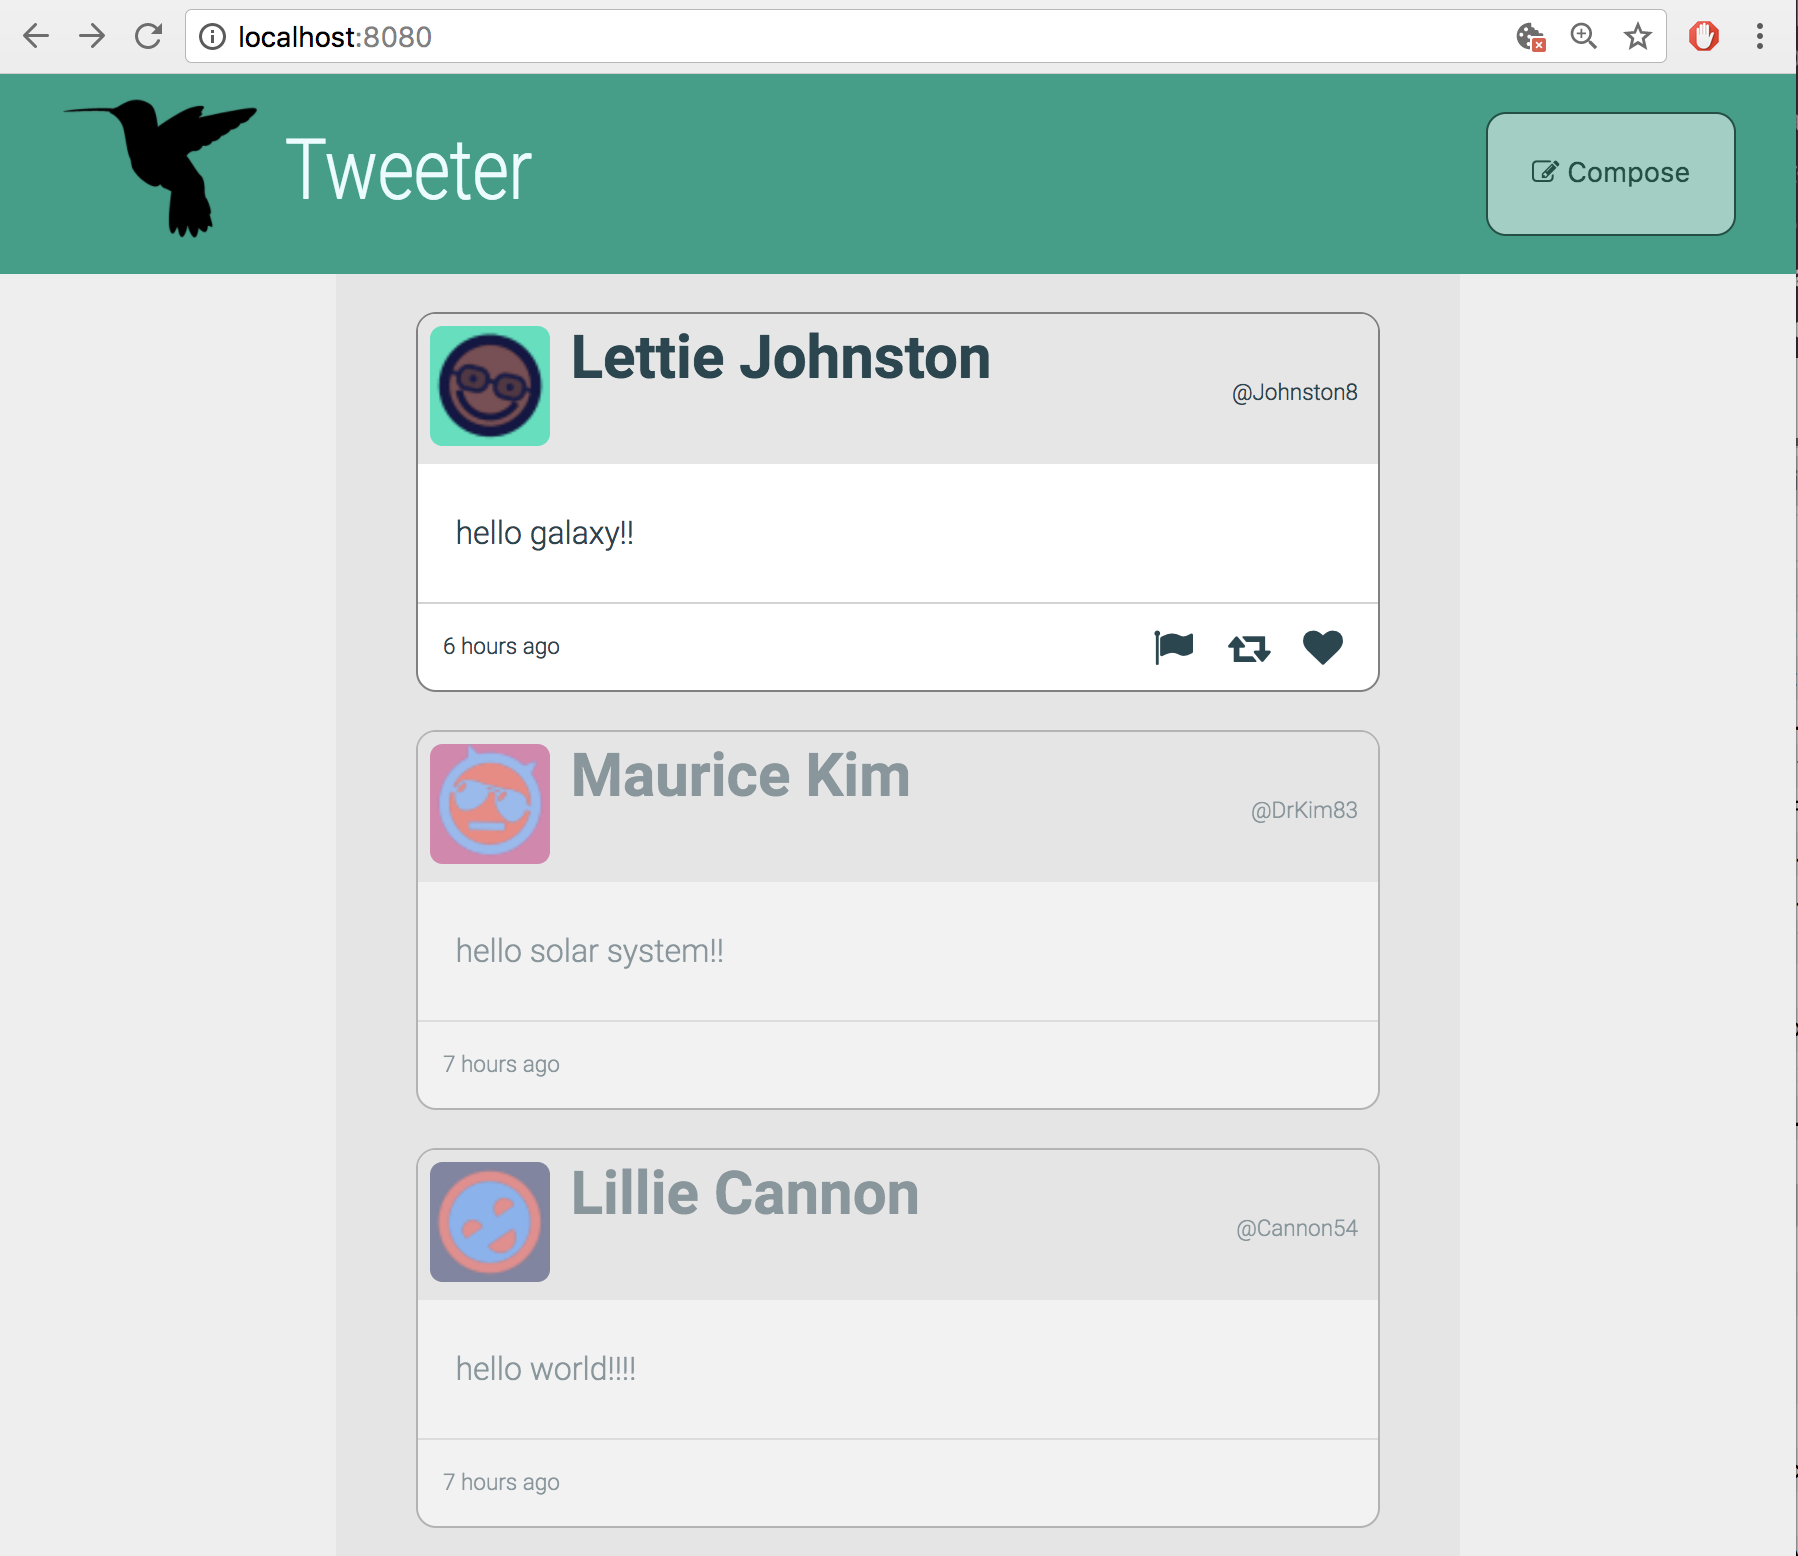 localhost:8080
Tweeter
Compose
Lettie Johnston
@Johnston8
hello galaxy!!
6 hours ago
Maurice Kim
@DrKim83
hello solar system!!
7 hours ago
Lillie Cannon
@Cannon54
hello world!!!!
7 hours ago